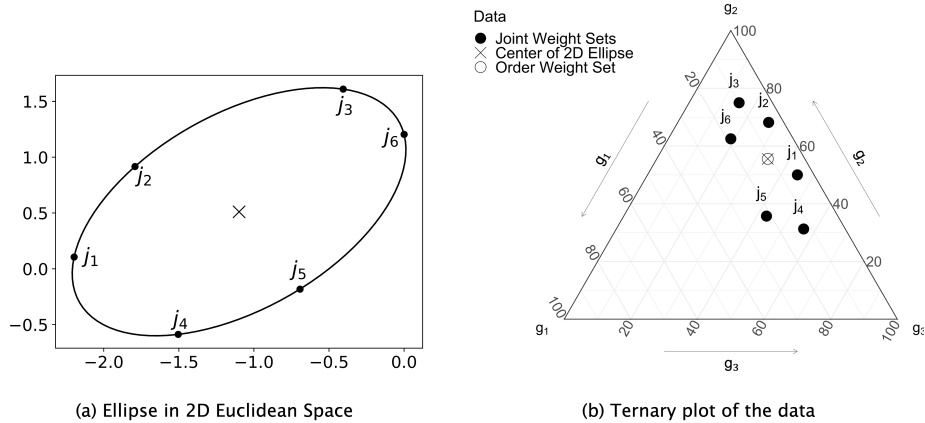 Data
Joint Weight Sets
Center of 2D Ellipse
Order Weight Set
1.5
1.0
0.5
0.0
−0.5
−2.0 −1.5 −1.0 −0.5 0.0
j3
j6
j2
j1
j5
j4
(a) Ellipse in 2D Euclidean Space
g2
100
20 80
j3
j2
j6
40 60
j1
g1
g2
60 40
j5
j4
80 20
100
g1
g3
20 40 60 80 100
g3
(b) Ternary plot of the data